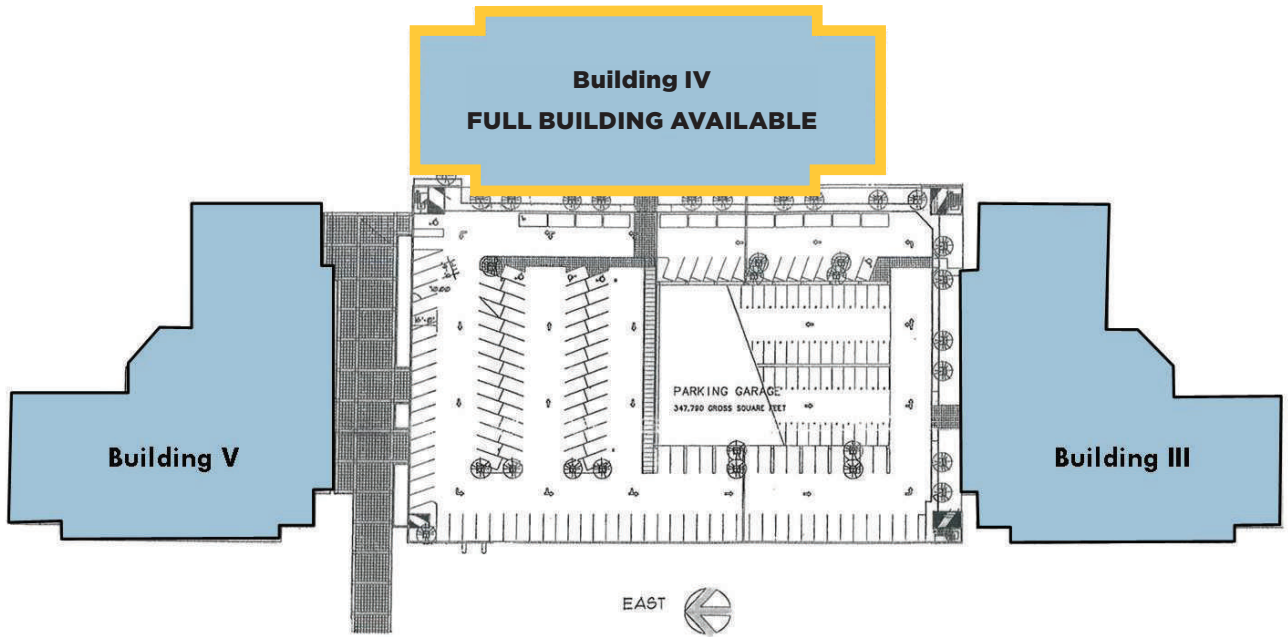 Building IV
FULL BUILDING AVAILABLE
PARKING GARAGE
347,790 GROSS SQUARE FEET
Building V
Building III
EAST